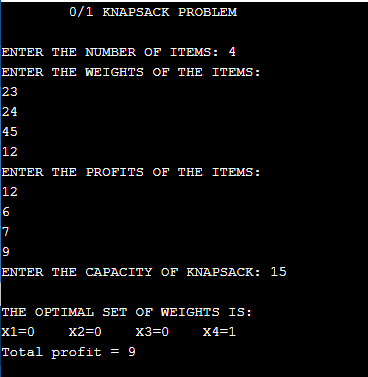 0/1 KNAPSACK PROBLEM
ENTER THE NUMBER OF ITEMS: 4
ENTER THE WEIGHTS OF THE ITEMS:
23
24
45
12
ENTER THE PROFITS OF THE ITEMS:
12
6
7
9
ENTER THE CAPACITY OF KNAPSACK: 15
THE OPTIMAL SET OF WEIGHTS IS:
X1=0 X2=0 X3=0 X4=1
Total profit = 9